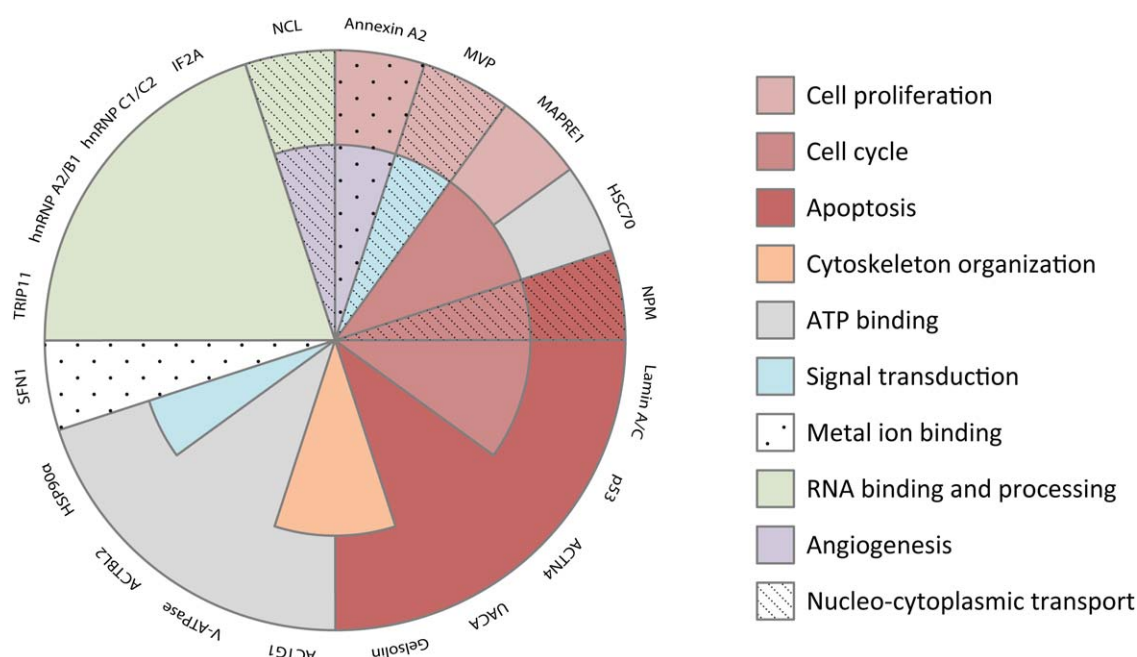 NCL
Annexin A2
MVP
MAPRE1
HSC70
NPM
Lamin A/C
p53
ACTN4
UACA
Gelsolin
ACTG1
V-ATPase
ACTBL2
HSP90α
SFN1
TRIP11
hnRNP A2/B1
hnRNP C1/C2
IF2A
Cell proliferation
Cell cycle
Apoptosis
Cytoskeleton organization
ATP binding
Signal transduction
Metal ion binding
RNA binding and processing
Angiogenesis
Nucleo-cytoplasmic transport